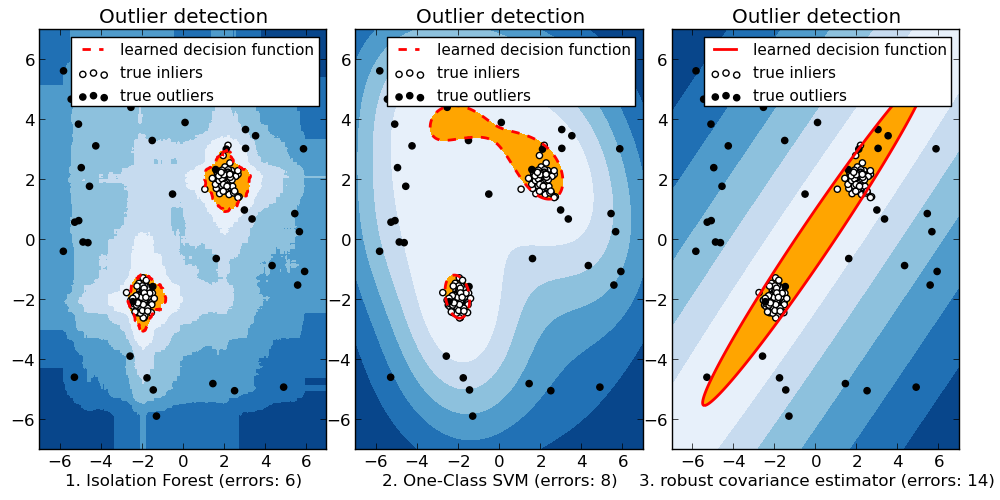 Outlier detection
learned decision function
true inliers
true outliers
6
4
2
0
−2
−4
−6
−6 −4 −2 0 2 4 6
1. Isolation Forest (errors: 6)
Outlier detection
learned decision function
true inliers
true outliers
6
4
2
0
−2
−4
−6
−6 −4 −2 0 2 4 6
2. One-Class SVM (errors: 8)
Outlier detection
learned decision function
true inliers
true outliers
6
4
2
0
−2
−4
−6
−6 −4 −2 0 2 4 6
3. robust covariance estimator (errors: 14)